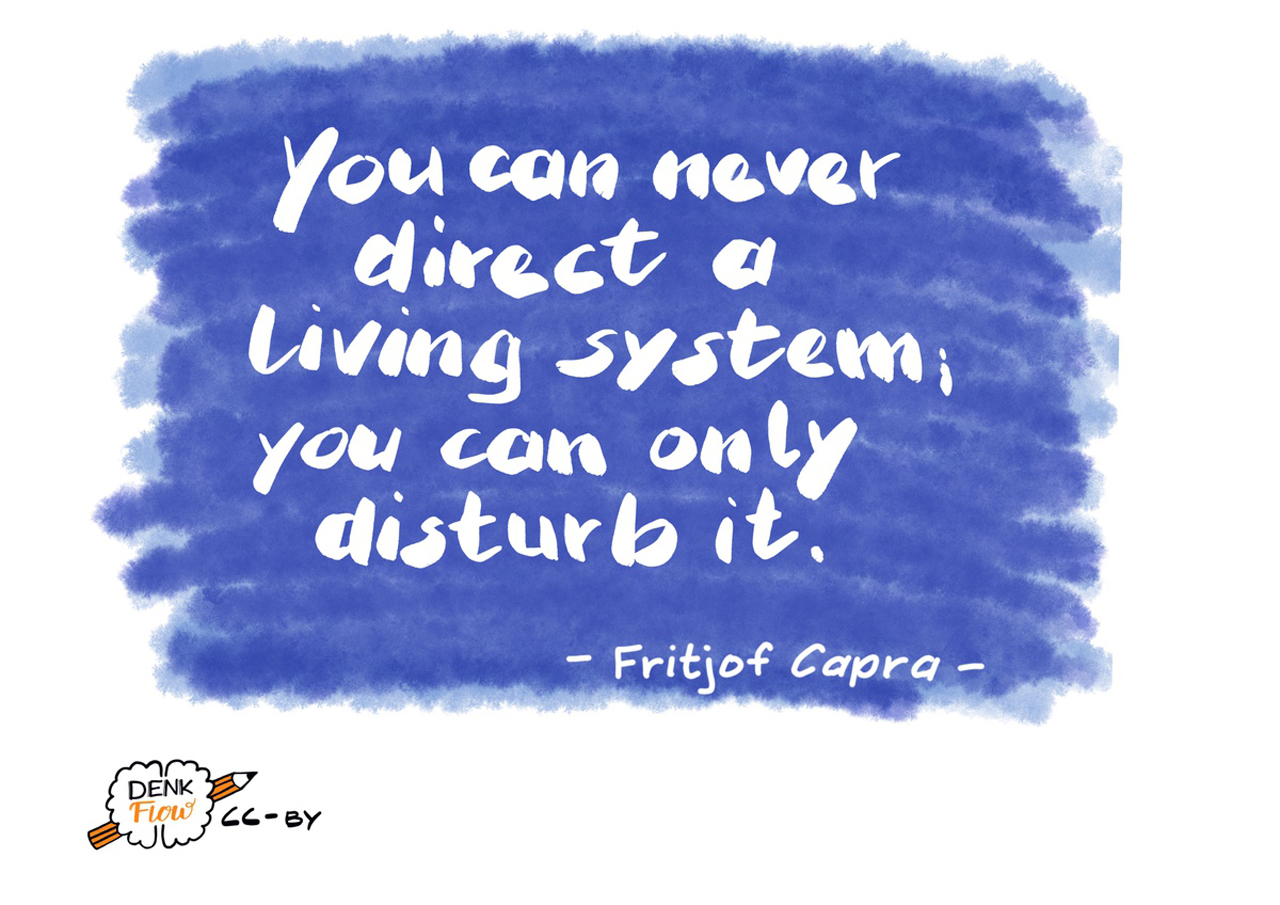 You can never
direct a
living system;
you can only
disturb it.
- Fritjof Capra -
DENK
Flow
CC-BY